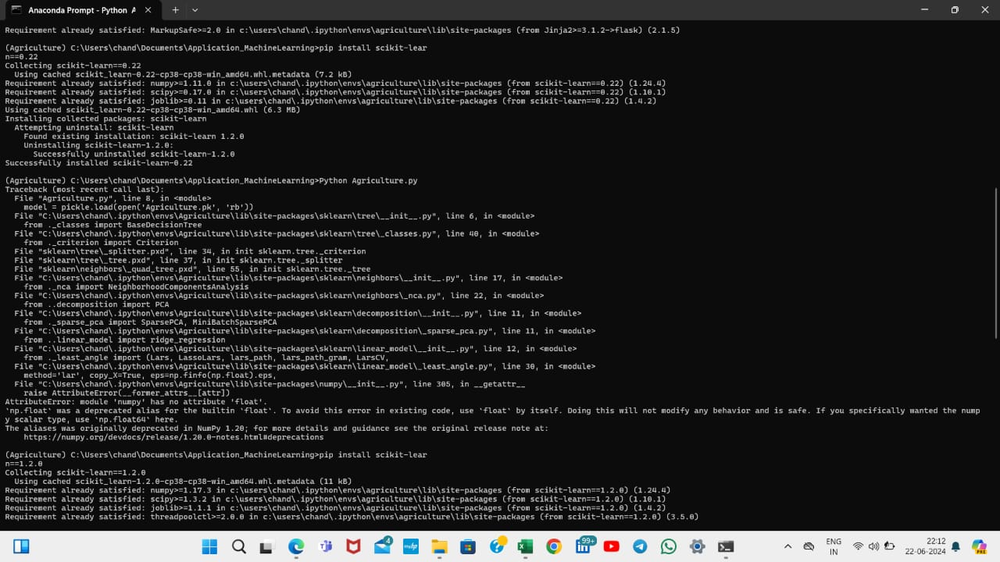 Anaconda Prompt - Python A
Requirement already satisfied: MarkupSafe>=2.0 in c:\users\chand\.ipython\envs\agriculture\lib\site-packages (from Jinja2>=3.1.2->flask) (2.1.5)
(Agriculture) C:\Users\chand\Documents\Application_MachineLearning>pip install scikit-lear
n==0.22
Collecting scikit-learn==0.22
Using cached scikit_learn-0.22-cp38-cp38-win_amd64.whl.metadata (7.2 kB)
Requirement already satisfied: numpy>=1.11.0 in c:\users\chand\.ipython\envs\agriculture\lib\site-packages (from scikit-learn==0.22) (1.24.4)
Requirement already satisfied: scipy>=0.17.0 in c:\users\chand\.ipython\envs\agriculture\lib\site-packages (from scikit-learn==0.22) (1.10.1)
Requirement already satisfied: joblib>=0.11 in c:\users\chand\.ipython\envs\agriculture\lib\site-packages (from scikit-learn==0.22) (1.4.2)
Using cached scikit_learn-0.22-cp38-cp38-win_amd64.whl (6.3 MB)
Installing collected packages: scikit-learn
Attempting uninstall: scikit-learn
Found existing installation: scikit-learn 1.2.0
Uninstalling scikit-learn-1.2.0:
Successfully uninstalled scikit-learn-1.2.0
Successfully installed scikit-learn-0.22
(Agriculture) C:\Users\chand\Documents\Application_MachineLearning>Python Agriculture.py
Traceback (most recent call last):
File "Agriculture.py", line 8, in <module>
model = pickle.load(open('Agriculture.pk', 'rb'))
File "C:\Users\chand\.ipython\envs\Agriculture\lib\site-packages\sklearn\tree\__init__.py", line 6, in <module>
from ._classes import BaseDecisionTree
File "C:\Users\chand\.ipython\envs\Agriculture\lib\site-packages\sklearn\tree\_classes.py", line 40, in <module>
from ._criterion import Criterion
File "sklearn\tree\_splitter.pxd", line 34, in init sklearn.tree._criterion
File "sklearn\tree\_tree.pxd", line 37, in init sklearn.tree._splitter
File "sklearn\neighbors\_quad_tree.pxd", line 55, in init sklearn.tree._tree
File "C:\Users\chand\.ipython\envs\Agriculture\lib\site-packages\sklearn\neighbors\__init__.py", line 17, in <module>
from ._nca import NeighborhoodComponentsAnalysis
File "C:\Users\chand\.ipython\envs\Agriculture\lib\site-packages\sklearn\neighbors\_nca.py", line 22, in <module>
from ..decomposition import PCA
File "C:\Users\chand\.ipython\envs\Agriculture\lib\site-packages\sklearn\decomposition\__init__.py", line 11, in <module>
from ._sparse_pca import SparsePCA, MiniBatchSparsePCA
File "C:\Users\chand\.ipython\envs\Agriculture\lib\site-packages\sklearn\decomposition\_sparse_pca.py", line 11, in <module>
from ..linear_model import ridge_regression
File "C:\Users\chand\.ipython\envs\Agriculture\lib\site-packages\sklearn\linear_model\__init__.py", line 12, in <module>
from ._least_angle import (Lars, LassoLars, lars_path, lars_path_gram, LarsCV,
File "C:\Users\chand\.ipython\envs\Agriculture\lib\site-packages\sklearn\linear_model\_least_angle.py", line 30, in <module>
method='lar', copy_X=True, eps=np.finfo(np.float).eps,
File "C:\Users\chand\.ipython\envs\Agriculture\lib\site-packages\numpy\__init__.py", line 305, in __getattr__
raise AttributeError(__former_attrs__[attr])
AttributeError: module 'numpy' has no attribute 'float'.
`np.float` was a deprecated alias for the builtin `float`. To avoid this error in existing code, use `float` by itself. Doing this will not modify any behavior and is safe. If you specifically wanted the nump
y scalar type, use `np.float64` here.
The aliases was originally deprecated in NumPy 1.20; for more details and guidance see the original release note at:
https://numpy.org/devdocs/release/1.20.0-notes.html#deprecations
(Agriculture) C:\Users\chand\Documents\Application_MachineLearning>pip install scikit-lear
n==1.2.0
Collecting scikit-learn==1.2.0
Using cached scikit_learn-1.2.0-cp38-cp38-win_amd64.whl.metadata (11 kB)
Requirement already satisfied: numpy>=1.17.3 in c:\users\chand\.ipython\envs\agriculture\lib\site-packages (from scikit-learn==1.2.0) (1.24.4)
Requirement already satisfied: scipy>=1.3.2 in c:\users\chand\.ipython\envs\agriculture\lib\site-packages (from scikit-learn==1.2.0) (1.10.1)
Requirement already satisfied: joblib>=1.1.1 in c:\users\chand\.ipython\envs\agriculture\lib\site-packages (from scikit-learn==1.2.0) (1.4.2)
Requirement already satisfied: threadpoolctl>=2.0.0 in c:\users\chand\.ipython\envs\agriculture\lib\site-packages (from scikit-learn==1.2.0) (3.5.0)
4
myhp
99+
ENG
IN
22:12
22-06-2024
PRE